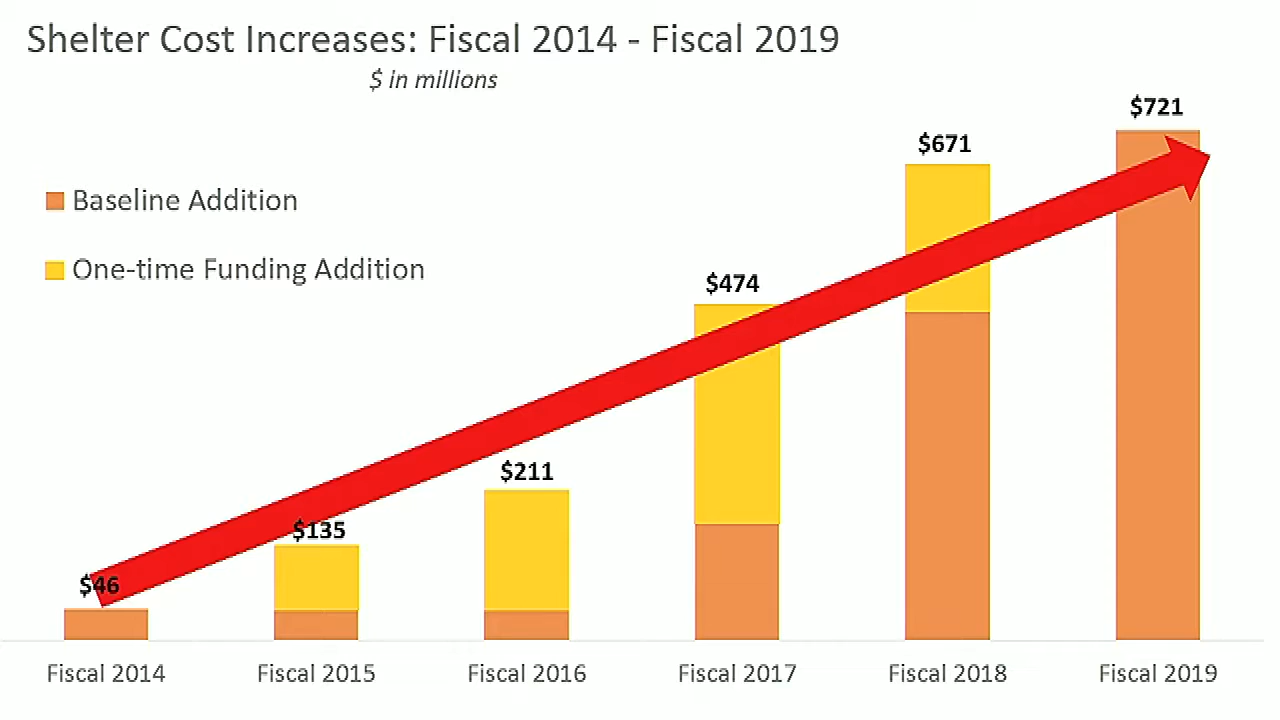 Shelter Cost Increases: Fiscal 2014 - Fiscal 2019
$ in millions
Baseline Addition
One-time Funding Addition
$46
$135
$211
$474
$671
$721
Fiscal 2014
Fiscal 2015
Fiscal 2016
Fiscal 2017
Fiscal 2018
Fiscal 2019